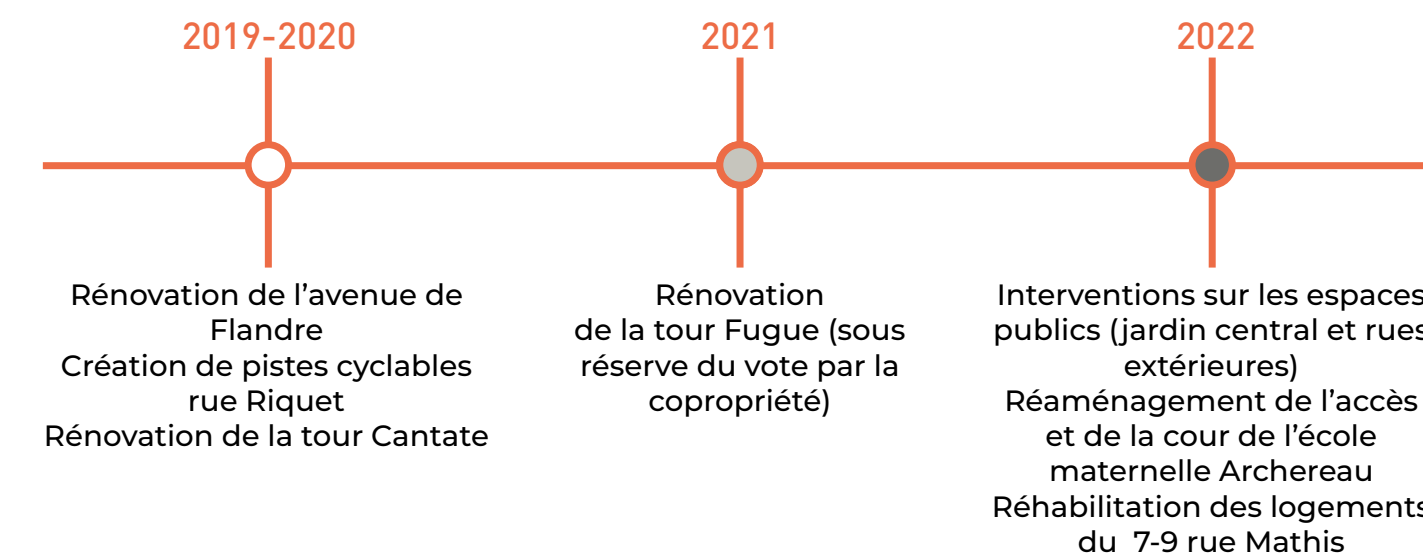 2019-2020
Rénovation de l’avenue de
Flandre
Création de pistes cyclables
rue Riquet
Rénovation de la tour Cantate
2021
Rénovation
de la tour Fugue (sous
réserve du vote par la
copropriété)
2022
Interventions sur les espaces
publics (jardin central et rues
extérieures)
Réaménagement de l’accès
et de la cour de l’école
maternelle Archereau
Réhabilitation des logements
du 7-9 rue Mathis